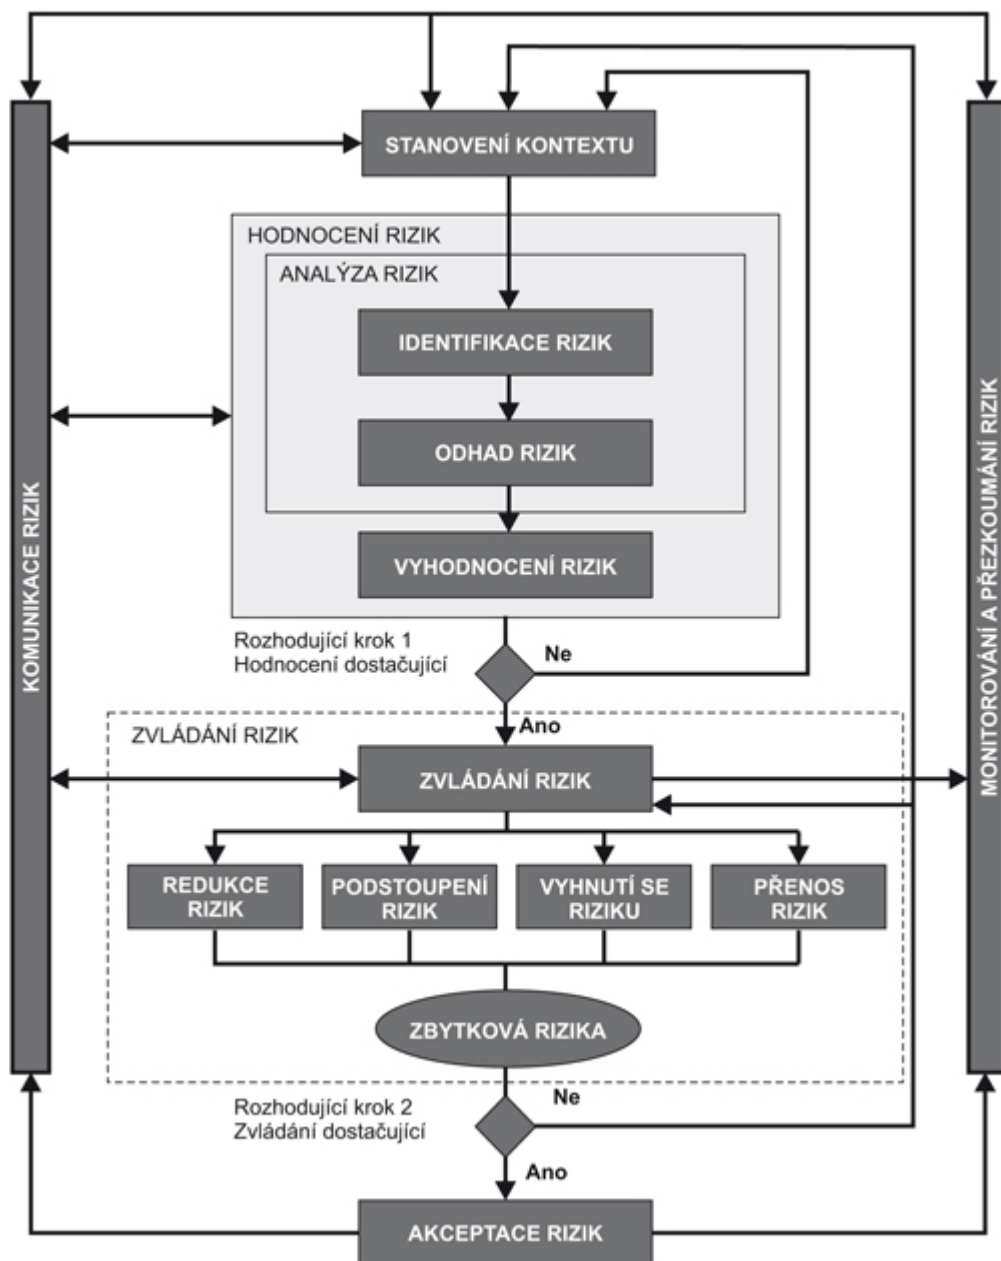 STANOVENÍ KONTEXTU
HODNOCENÍ RIZIK
ANALÝZA RIZIK
IDENTIFIKACE RIZIK
ODHAD RIZIK
VYHODNOCENÍ RIZIK
KOMUNIKACE RIZIK
MONITOROVÁNÍ A PŘEZKOUMÁNÍ RIZIK
Rozhodující krok 1
Hodnocení dostačující
Ne
Ano
ZVLÁDÁNÍ RIZIK
ZVLÁDÁNÍ RIZIK
REDUKCE
RIZIK
PODSTOUPENÍ
RIZIK
VYHNUTÍ SE
RIZIKU
PŘENOS
RIZIK
ZBYTKOVÁ RIZIKA
Rozhodující krok 2
Zvládání dostačující
Ne
Ano
AKCEPTACE RIZIK